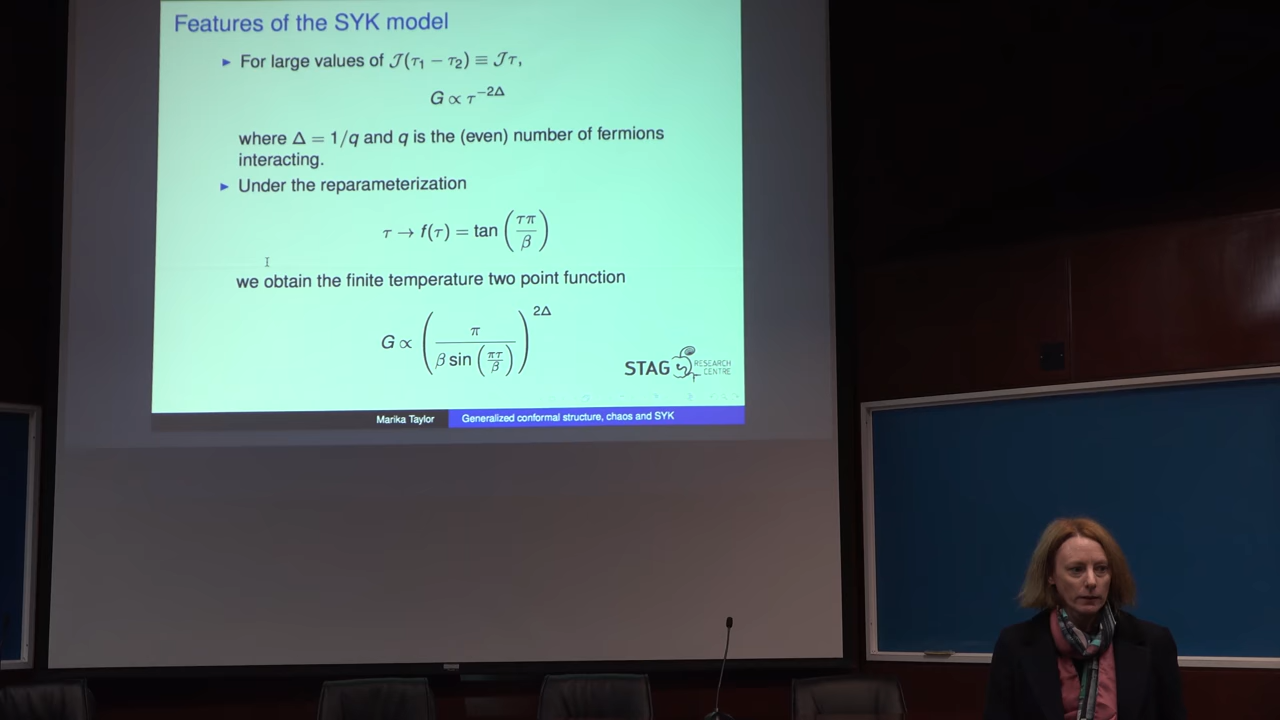 Features of the SYK model
▶ For large values of 𝒥(τ₁ − τ₂) ≡ 𝒥τ,
G ∝ τ^{−2Δ}
where Δ = 1/q and q is the (even) number of fermions
interacting.
▶ Under the reparameterization
τ → f(τ) = tan (τπ/β)
we obtain the finite temperature two point function
G ∝ (π / (β sin (πτ/β)))^{2Δ}
STAG RESEARCH CENTRE
Marika Taylor Generalized conformal structure, chaos and SYK